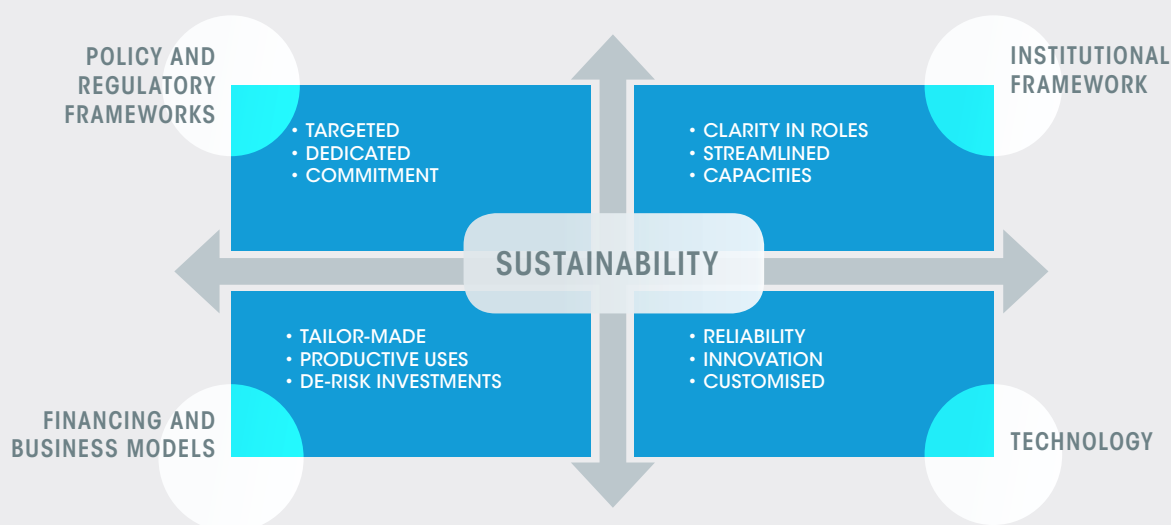 POLICY AND
REGULATORY
FRAMEWORKS
• TARGETED
• DEDICATED
• COMMITMENT
INSTITUTIONAL
FRAMEWORK
• CLARITY IN ROLES
• STREAMLINED
• CAPACITIES
SUSTAINABILITY
FINANCING AND
BUSINESS MODELS
• TAILOR-MADE
• PRODUCTIVE USES
• DE-RISK INVESTMENTS
• RELIABILITY
• INNOVATION
• CUSTOMISED
TECHNOLOGY